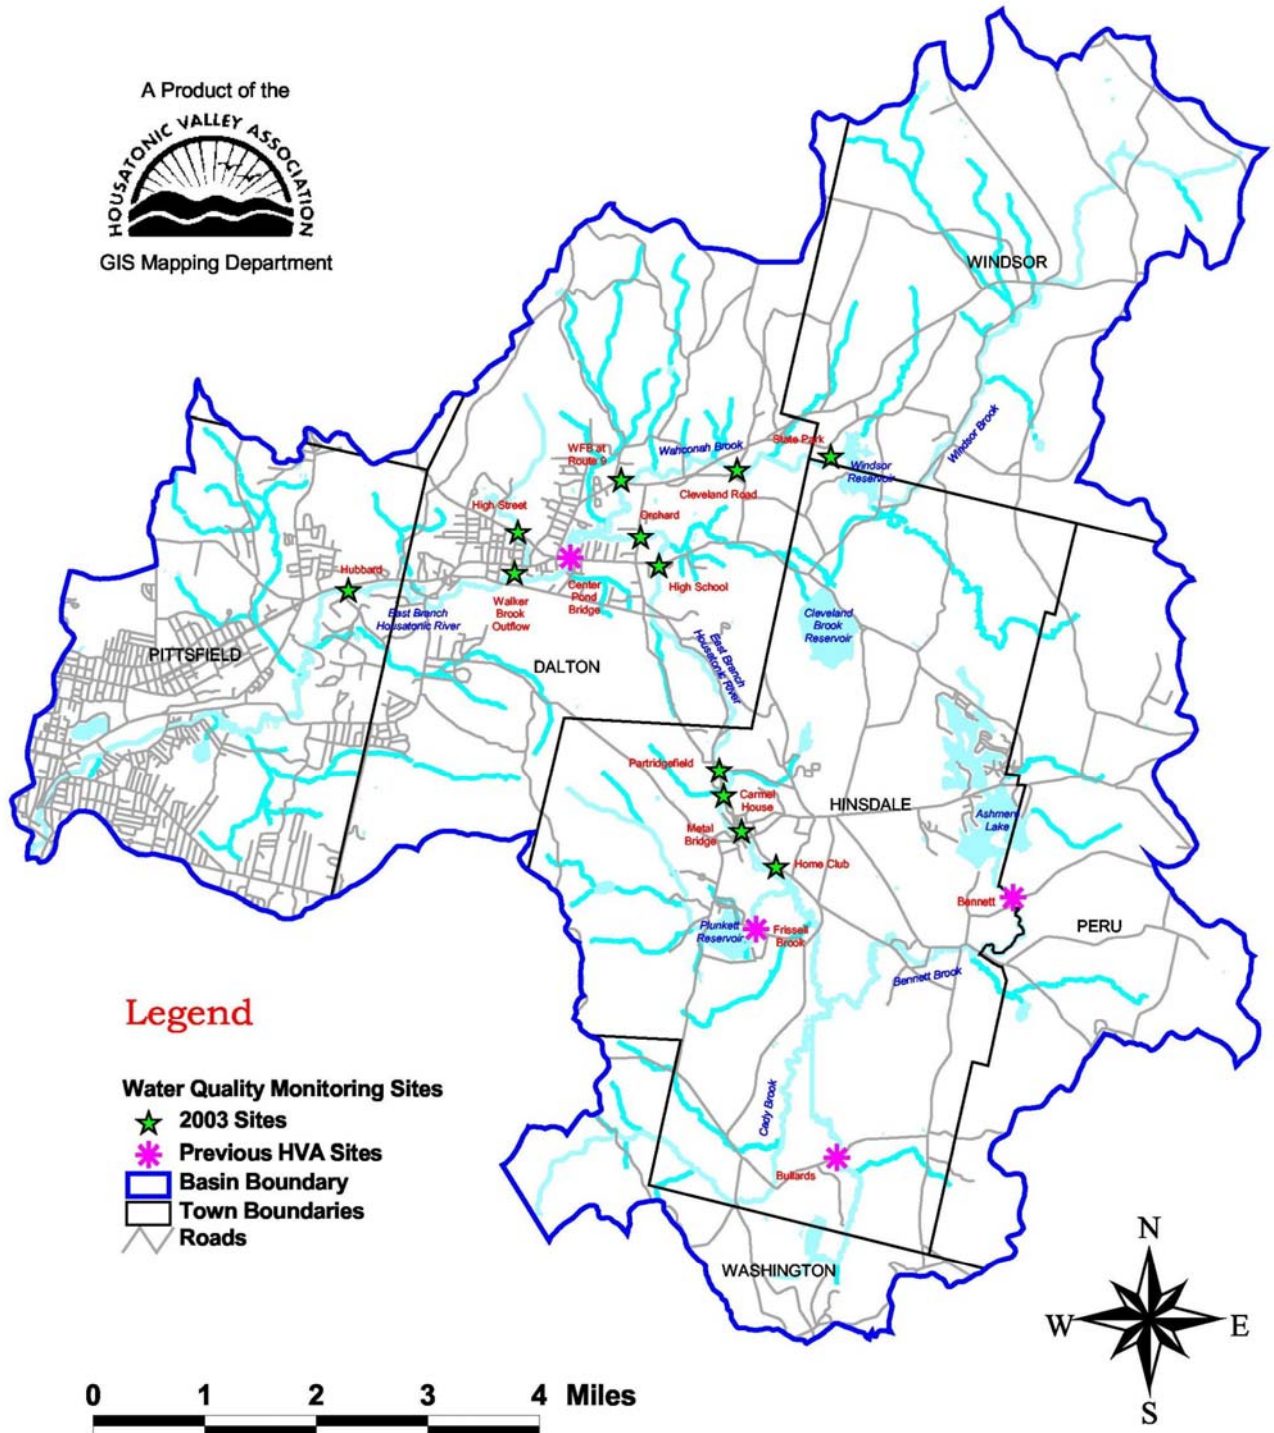 A Product of the
HOUSATONIC VALLEY ASSOCIATION
GIS Mapping Department
WINDSOR
WFB at
Route 9
Wahconah Brook
State Park
Windsor Brook
Windsor
Reservoir
Cleveland Road
High Street
Orchard
Hubbard
High School
Center
Pond
Bridge
Walker
Brook
Outflow
East Branch
Housatonic River
Cleveland
Brook
Reservoir
PITTSFIELD
DALTON
East Branch
Housatonic River
Partridgefield
Carmel
House
HINSDALE
Ashmere
Lake
Metal
Bridge
Home Club
Bennett
Plunkett
Reservoir
Frissell
Brook
PERU
Bennett Brook
Cady Brook
Bullards
WASHINGTON
Legend
Water Quality Monitoring Sites
2003 Sites
Previous HVA Sites
Basin Boundary
Town Boundaries
Roads
N
W
E
S
0 1 2 3 4 Miles